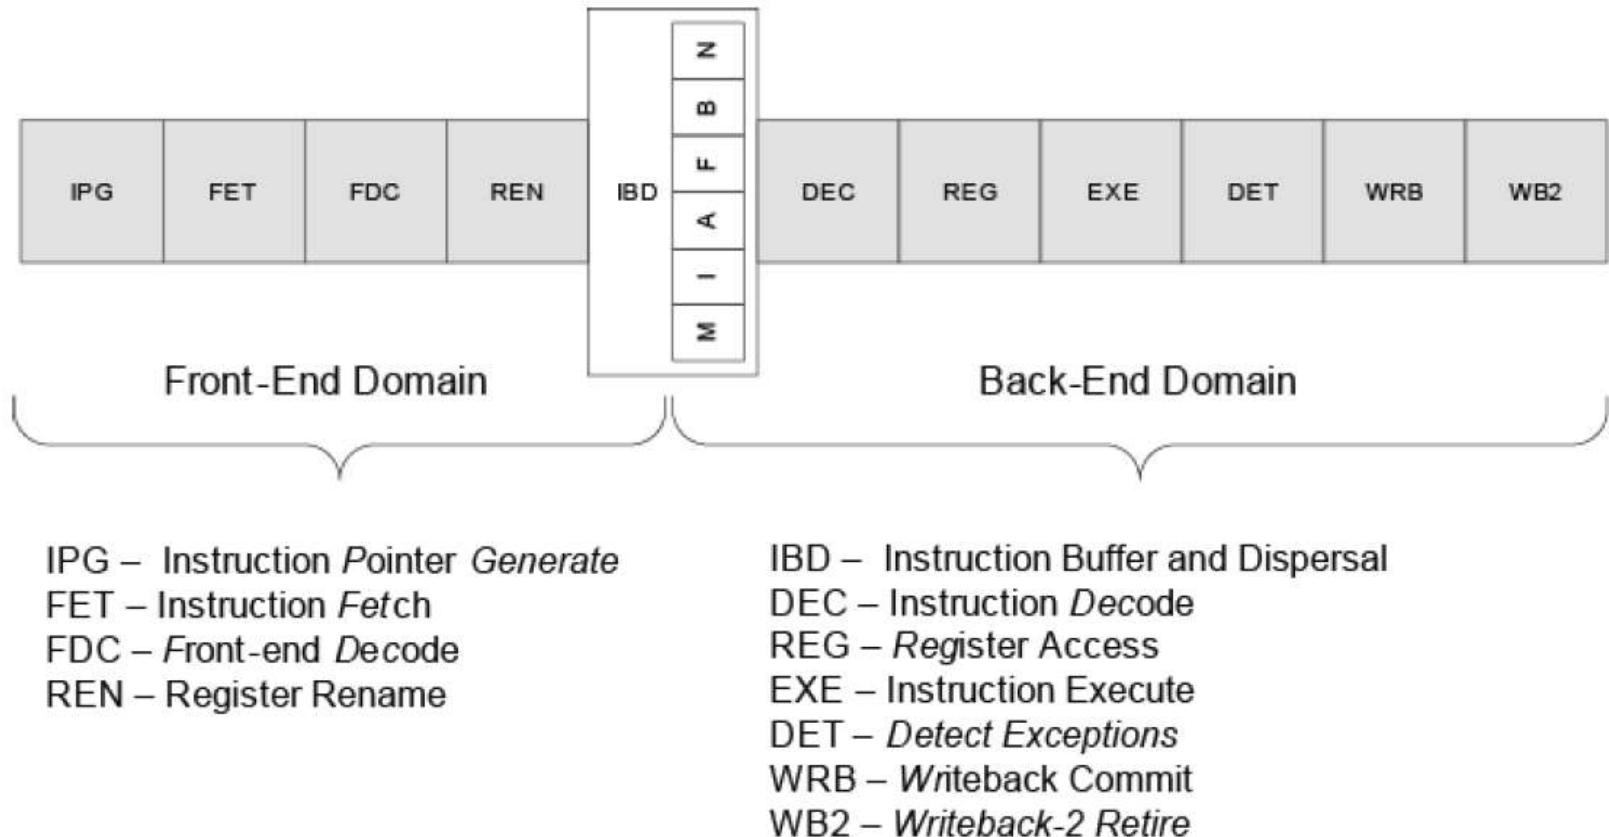 N
B
F
A
I
M
IPG FET FDC REN IBD DEC REG EXE DET WRB WB2
Front-End Domain
Back-End Domain
IPG – Instruction Pointer Generate
FET – Instruction Fetch
FDC – Front-end Decode
REN – Register Rename
IBD – Instruction Buffer and Dispersal
DEC – Instruction Decode
REG – Register Access
EXE – Instruction Execute
DET – Detect Exceptions
WRB – Writeback Commit
WB2 – Writeback-2 Retire